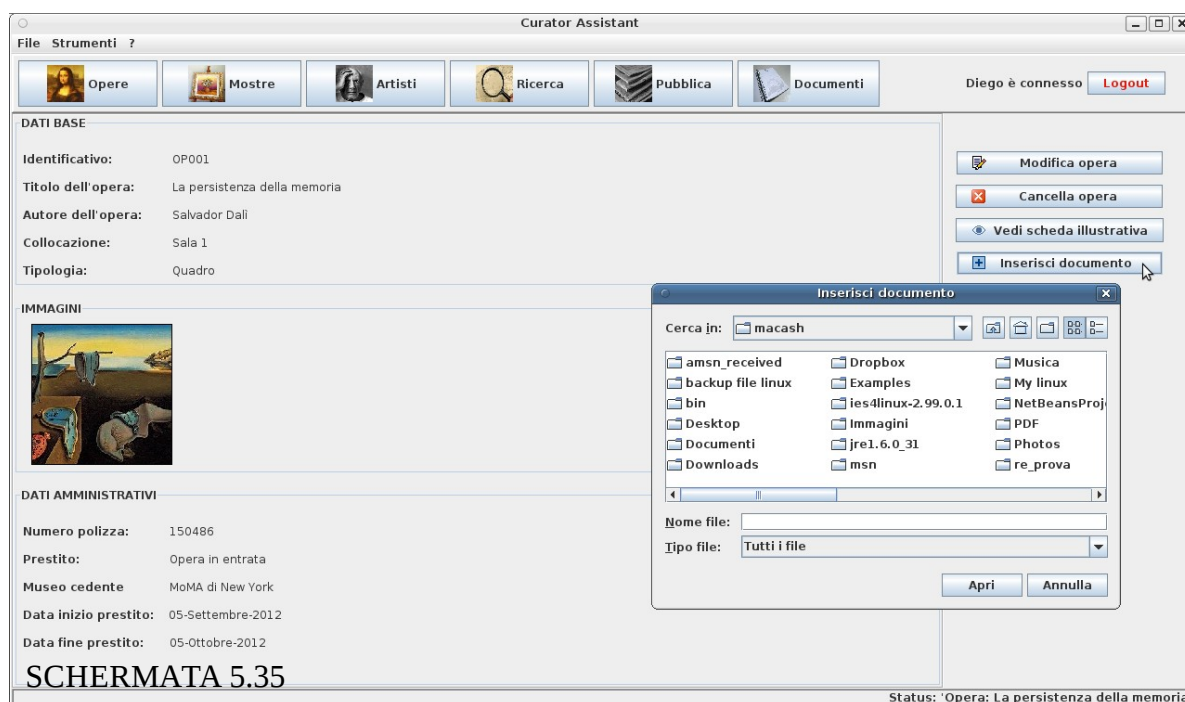 Curator Assistant
File Strumenti ?
Opere Mostre Artisti Ricerca Pubblica Documenti Diego è connesso Logout
DATI BASE
Identificativo: OP001
Titolo dell'opera: La persistenza della memoria
Autore dell'opera: Salvador Dalì
Collocazione: Sala 1
Tipologia: Quadro
Modifica opera
Cancella opera
Vedi scheda illustrativa
Inserisci documento
IMMAGINI
Inserisci documento
Cerca in: macash
amsn_received Dropbox Musica
backup file linux Examples My linux
bin ies4linux-2.99.0.1 NetBeansProj
Desktop Immagini PDF
Documenti jre1.6.0_31 Photos
Downloads msn re_prova
Nome file:
Tipo file: Tutti i file
Apri Annulla
DATI AMMINISTRATIVI
Numero polizza: 150486
Prestito: Opera in entrata
Museo cedente MoMA di New York
Data inizio prestito: 05-Settembre-2012
Data fine prestito: 05-Ottobre-2012
SCHERMATA 5.35
Status: 'Opera: La persistenza della memoria